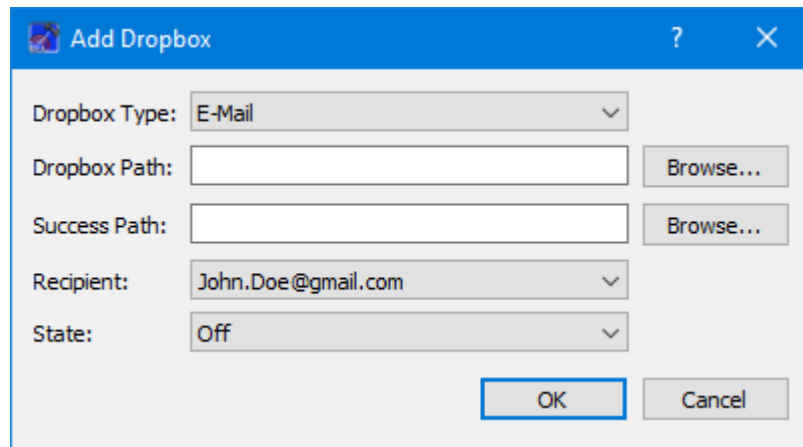 Add Dropbox ?
Dropbox Type: E-Mail
Dropbox Path: Browse...
Success Path: Browse...
Recipient: John.Doe@gmail.com
State: Off
OK Cancel